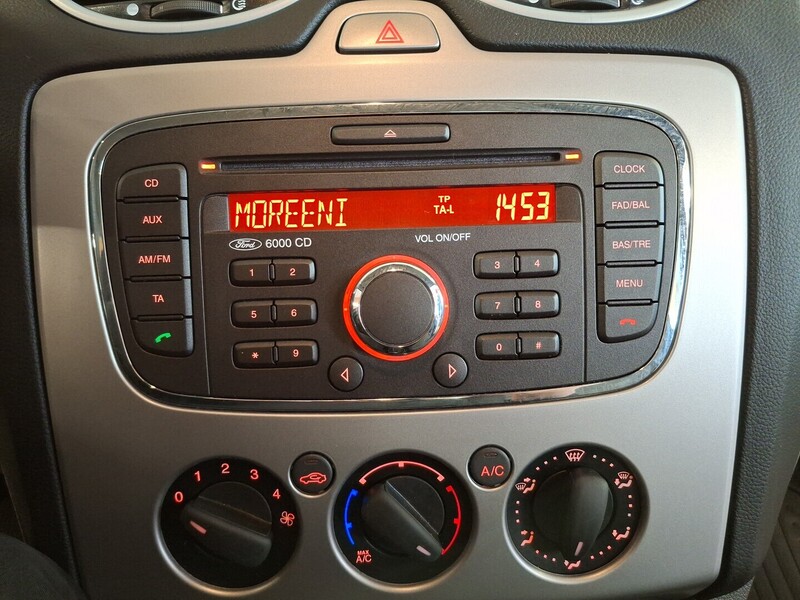 CD
AUX
AM/FM
TA
MOREENI TP TA-L 1453
Ford 6000 CD
VOL ON/OFF
1 2
3 4
5 6
7 8
* 9
0 #
CLOCK
FAD/BAL
BAS/TRE
MENU
0 1 2 3 4
MAX A/C
A/C